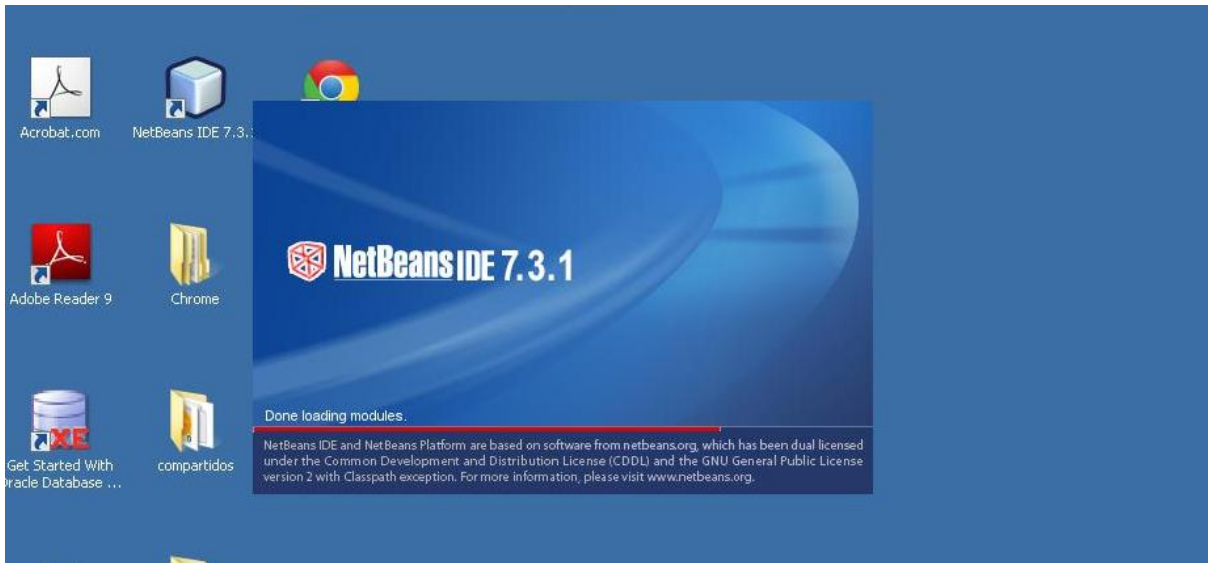 Acrobat.com
NetBeans IDE 7.3.
Adobe Reader 9
Chrome
Get Started With
Oracle Database ...
XE
compartidos
NetBeans IDE 7.3.1
Done loading modules.
NetBeans IDE and NetBeans Platform are based on software from netbeans.org, which has been dual licensed
under the Common Development and Distribution License (CDDL) and the GNU General Public License
version 2 with Classpath exception. For more information, please visit www.netbeans.org.